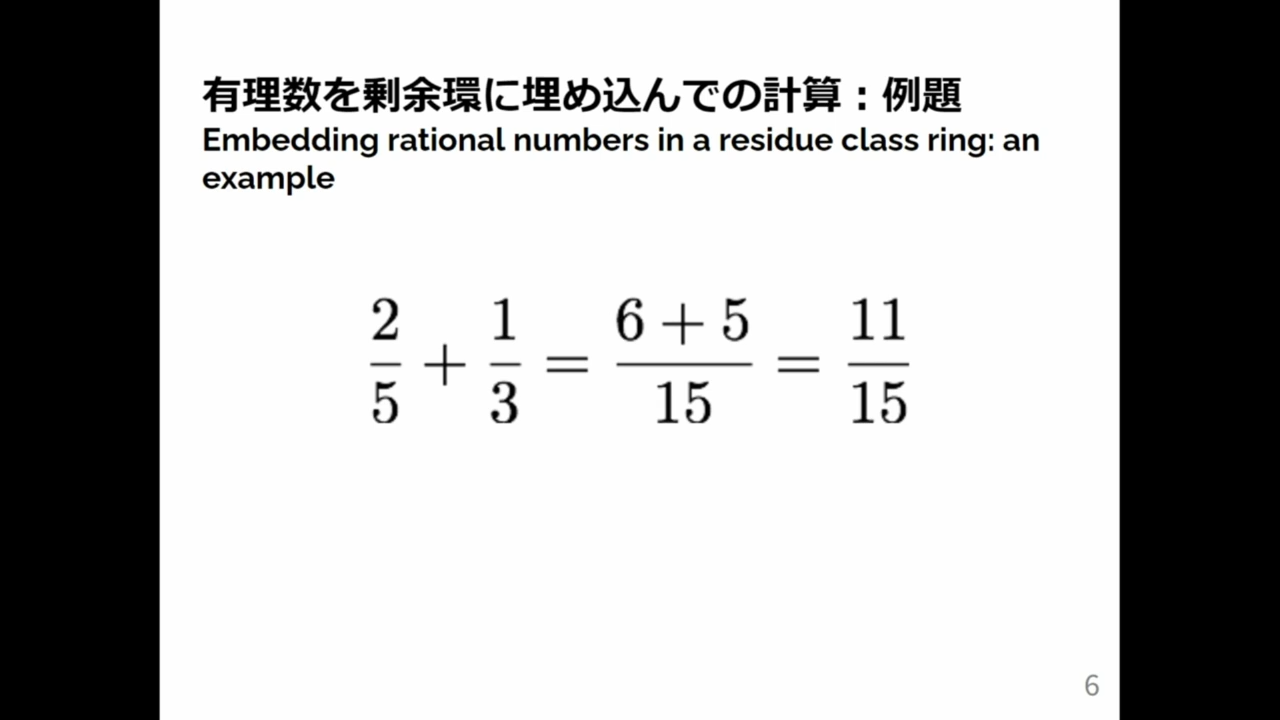 有理数を剰余環に埋め込んでの計算：例題
Embedding rational numbers in a residue class ring: an
example
2/5 + 1/3 = (6 + 5)/15 = 11/15
6